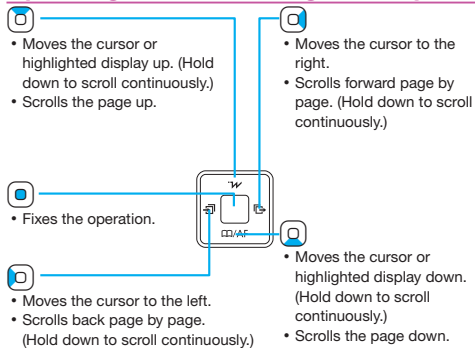 • Moves the cursor or
highlighted display up. (Hold
down to scroll continuously.)
• Scrolls the page up.
• Moves the cursor to the
right.
• Scrolls forward page by
page. (Hold down to scroll
continuously.)
• Fixes the operation.
/AF
• Moves the cursor to the left.
• Scrolls back page by page.
(Hold down to scroll continuously.)
• Moves the cursor or
highlighted display down.
(Hold down to scroll
continuously.)
• Scrolls the page down.